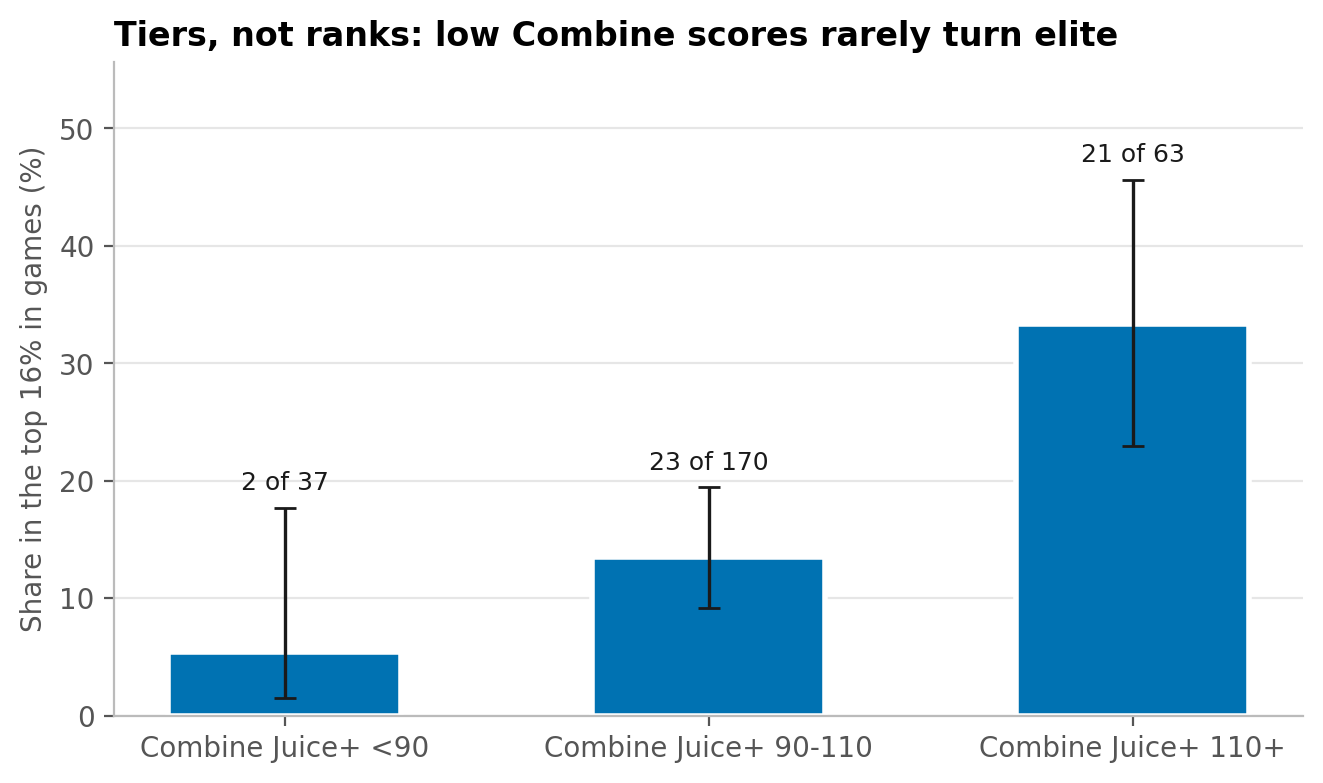 Tiers, not ranks: low Combine scores rarely turn elite
Share in the top 16% in games (%)
50
40
30
20
10
0
2 of 37
23 of 170
21 of 63
Combine Juice+ <90
Combine Juice+ 90-110
Combine Juice+ 110+